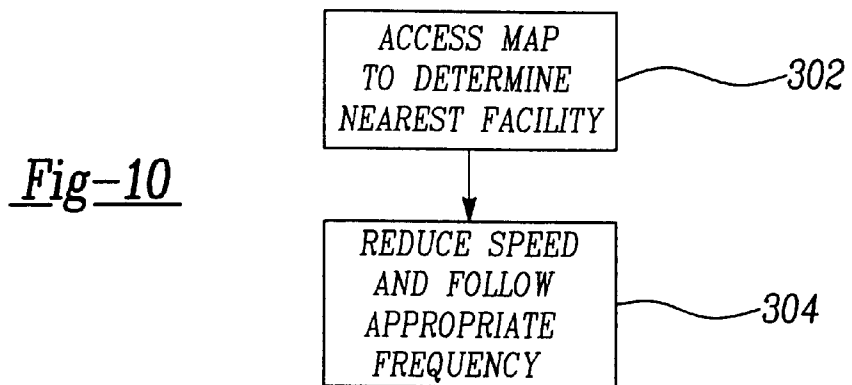 ACCESS MAP
TO DETERMINE
NEAREST FACILITY
302
Fig-10
REDUCE SPEED
AND FOLLOW
APPROPRIATE
FREQUENCY
304